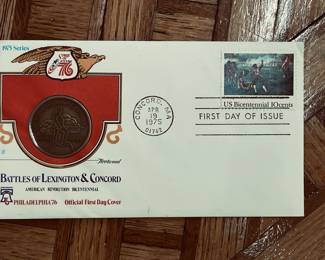 1975 Series
76
Fleetwood
BATTLES OF LEXINGTON & CONCORD
AMERICAN REVOLUTION BICENTENNIAL
PHILADELPHIA '76 Official First Day Cover
CONCORD, MA
APR
19
1975
01742
US Bicentennial 10cents
FIRST DAY OF ISSUE